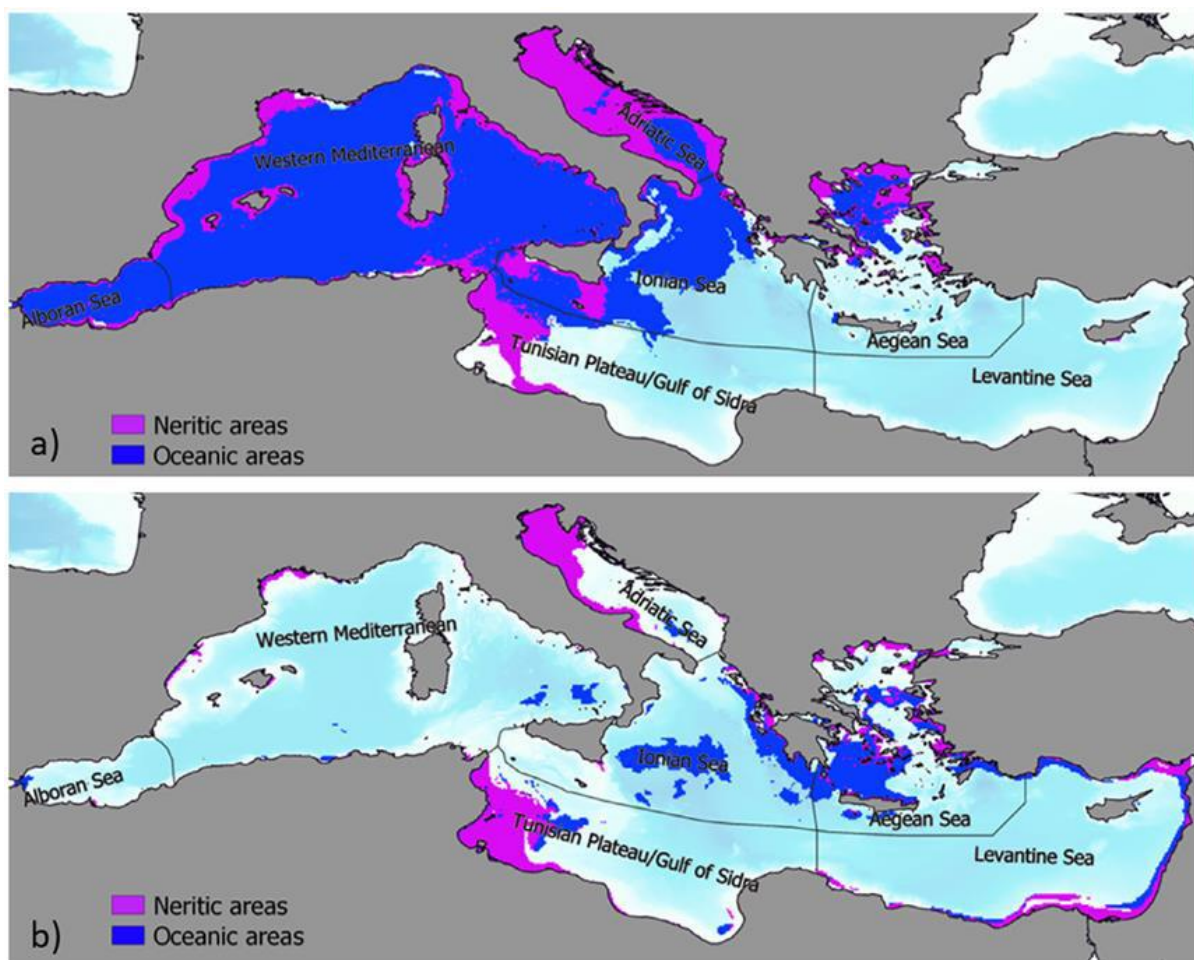 Adriatic Sea
Western Mediterranean
Ionian Sea
Alboran Sea
Aegean Sea
Tunisian Plateau/Gulf of Sidra
Levantine Sea
Neritic areas
a)
Oceanic areas
Adriatic Sea
Western Mediterranean
Ionian Sea
Alboran Sea
Aegean Sea
Tunisian Plateau/Gulf of Sidra
Levantine Sea
Neritic areas
b)
Oceanic areas